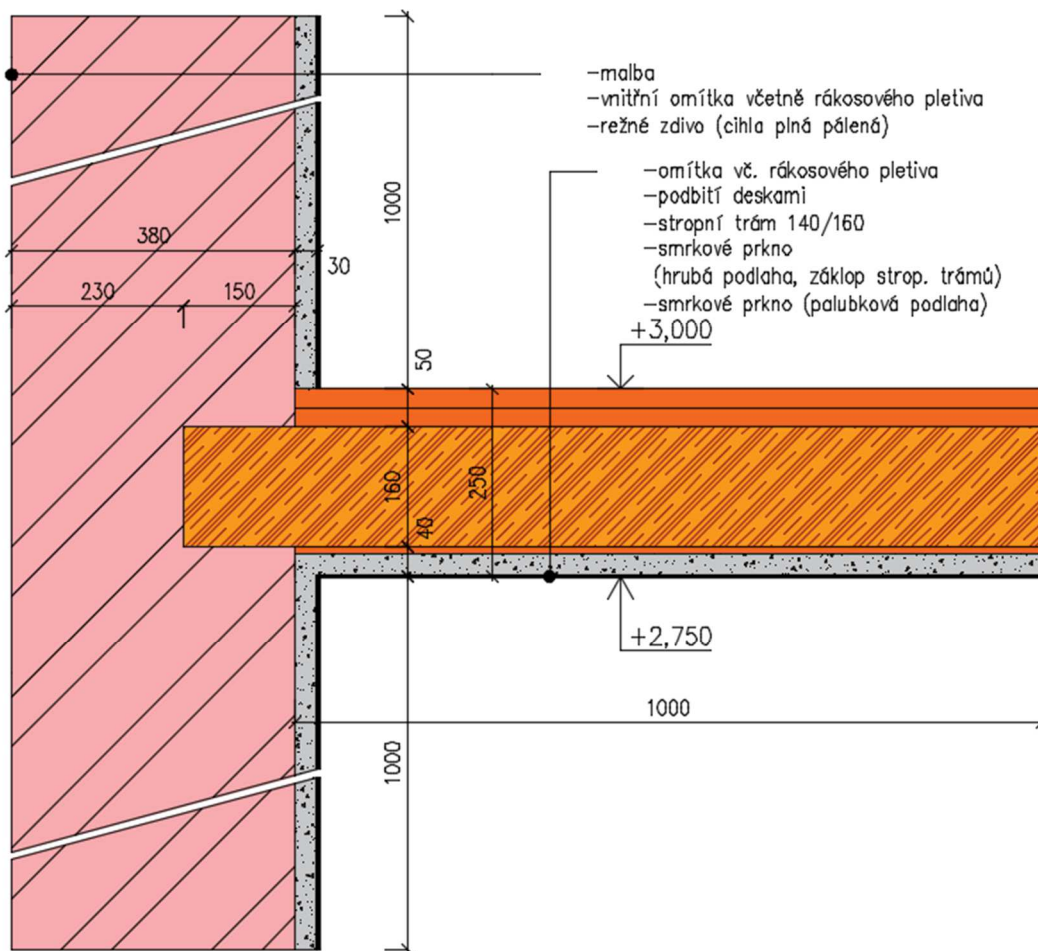 -malba
-vnitřní omítka včetně rákosového pletiva
-režné zdivo (cihla plná pálená)
-omítka vč. rákosového pletiva
-podbití deskami
-stropní trám 140/160
-smrkové prkno
(hrubá podlaha, záklop strop. trámů)
-smrkové prkno (palubková podlaha)
1000
380
30
230
150
50
+3,000
160
250
40
+2,750
1000
1000